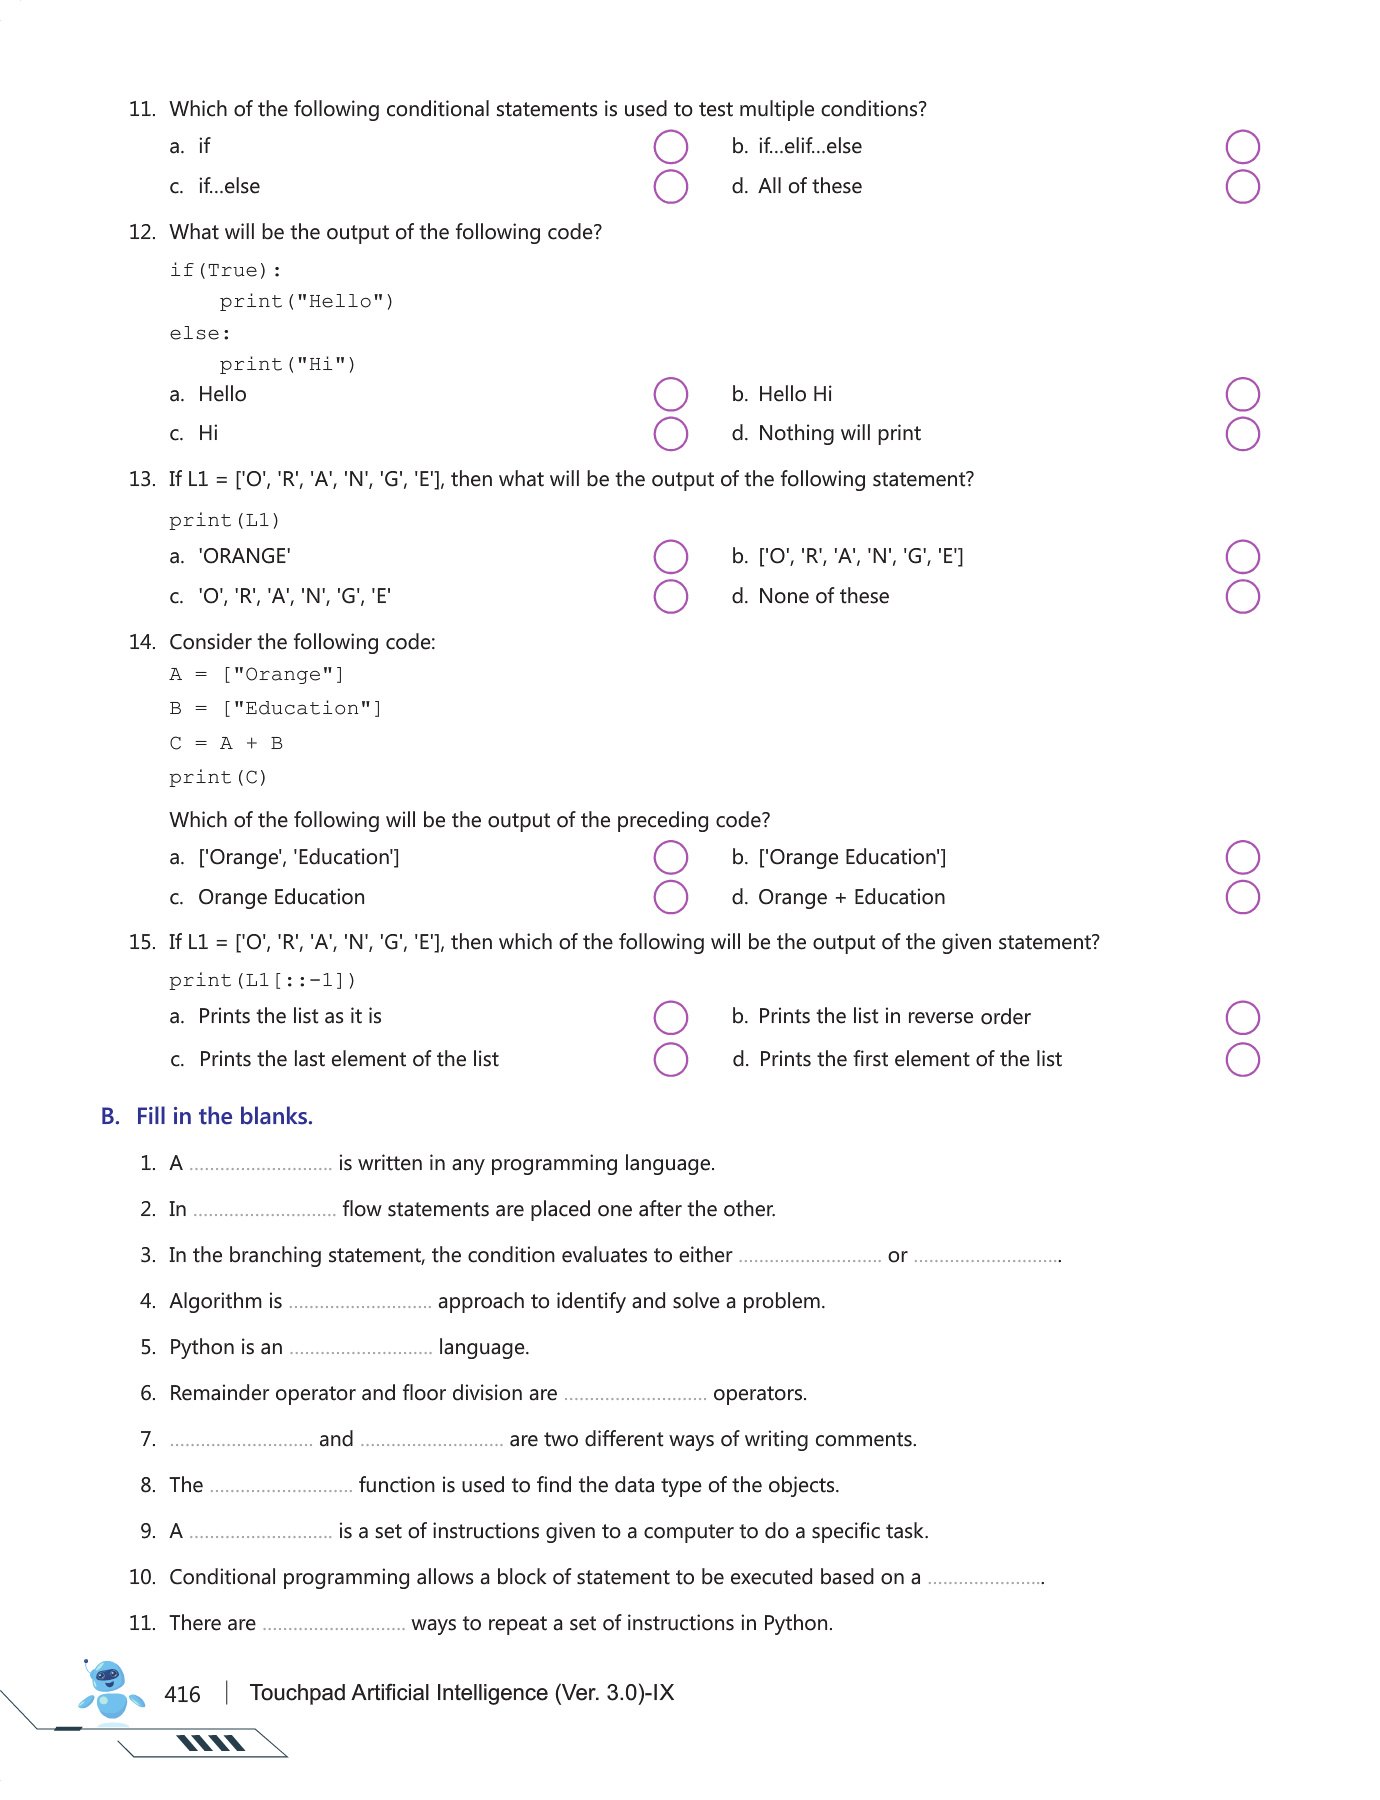 11. Which of the following conditional statements is used to test multiple conditions?
a. if b. if...elif...else
c. if...else d. All of these
12. What will be the output of the following code?
if(True):
    print("Hello")
else:
    print("Hi")
a. Hello b. Hello Hi
c. Hi d. Nothing will print
13. If L1 = ['O', 'R', 'A', 'N', 'G', 'E'], then what will be the output of the following statement?
print(L1)
a. 'ORANGE' b. ['O', 'R', 'A', 'N', 'G', 'E']
c. 'O', 'R', 'A', 'N', 'G', 'E' d. None of these
14. Consider the following code:
A = ["Orange"]
B = ["Education"]
C = A + B
print(C)
Which of the following will be the output of the preceding code?
a. ['Orange', 'Education'] b. ['Orange Education']
c. Orange Education d. Orange + Education
15. If L1 = ['O', 'R', 'A', 'N', 'G', 'E'], then which of the following will be the output of the given statement?
print(L1[::-1])
a. Prints the list as it is b. Prints the list in reverse order
c. Prints the last element of the list d. Prints the first element of the list
B. Fill in the blanks.
1. A ............................ is written in any programming language.
2. In ............................ flow statements are placed one after the other.
3. In the branching statement, the condition evaluates to either ............................ or .............................
4. Algorithm is ............................ approach to identify and solve a problem.
5. Python is an ............................ language.
6. Remainder operator and floor division are ............................ operators.
7. ............................ and ............................ are two different ways of writing comments.
8. The ............................ function is used to find the data type of the objects.
9. A ............................ is a set of instructions given to a computer to do a specific task.
10. Conditional programming allows a block of statement to be executed based on a .......................
11. There are ............................ ways to repeat a set of instructions in Python.
416 | Touchpad Artificial Intelligence (Ver. 3.0)-IX